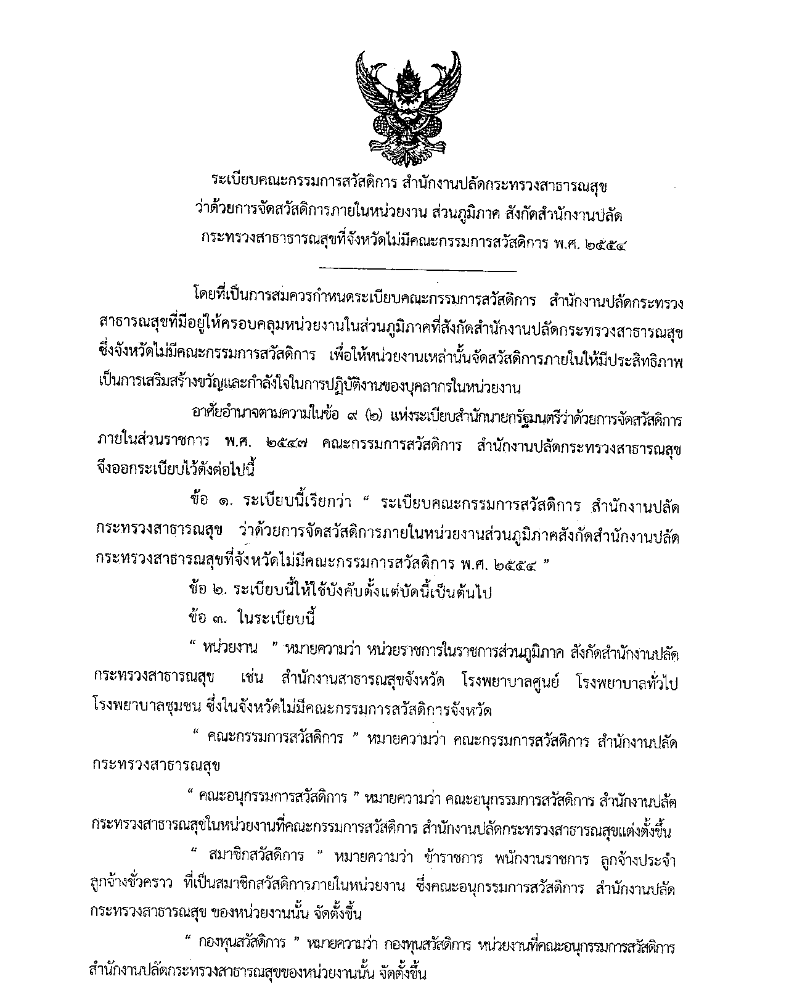 ระเบียบคณะกรรมการสวัสดิการ สำนักงานปลัดกระทรวงสาธารณสุข
ว่าด้วยการจัดสวัสดิการภายในหน่วยงาน ส่วนภูมิภาค สังกัดสำนักงานปลัด
กระทรวงสาธาธารณสุขที่จังหวัดไม่มีคณะกรรมการสวัสดิการ พ.ศ. ๒๕๕๔
โดยที่เป็นการสมควรกำหนดระเบียบคณะกรรมการสวัสดิการ สำนักงานปลัดกระทรวง
สาธารณสุขที่มีอยู่ให้ครอบคลุมหน่วยงานในส่วนภูมิภาคที่สังกัดสำนักงานปลัดกระทรวงสาธารณสุข
ซึ่งจังหวัดไม่มีคณะกรรมการสวัสดิการ เพื่อให้หน่วยงานเหล่านั้นจัดสวัสดิการภายในให้มีประสิทธิภาพ
เป็นการเสริมสร้างขวัญและกำลังใจในการปฏิบัติงานของบุคลากรในหน่วยงาน
อาศัยอำนาจตามความในข้อ ๙ (๒) แห่งระเบียบสำนักนายกรัฐมนตรีว่าด้วยการจัดสวัสดิการ
ภายในส่วนราชการ พ.ศ. ๒๕๔๗ คณะกรรมการสวัสดิการ สำนักงานปลัดกระทรวงสาธารณสุข
จึงออกระเบียบไว้ดังต่อไปนี้
ข้อ ๑. ระเบียบนี้เรียกว่า “ ระเบียบคณะกรรมการสวัสดิการ สำนักงานปลัด
กระทรวงสาธารณสุข ว่าด้วยการจัดสวัสดิการภายในหน่วยงานส่วนภูมิภาคสังกัดสำนักงานปลัด
กระทรวงสาธารณสุขที่จังหวัดไม่มีคณะกรรมการสวัสดิการ พ.ศ. ๒๕๕๔ ”
ข้อ ๒. ระเบียบนี้ให้ใช้บังคับตั้งแต่บัดนี้เป็นต้นไป
ข้อ ๓. ในระเบียบนี้
“ หน่วยงาน ” หมายความว่า หน่วยราชการในราชการส่วนภูมิภาค สังกัดสำนักงานปลัด
กระทรวงสาธารณสุข เช่น สำนักงานสาธารณสุขจังหวัด โรงพยาบาลศูนย์ โรงพยาบาลทั่วไป
โรงพยาบาลชุมชน ซึ่งในจังหวัดไม่มีคณะกรรมการสวัสดิการจังหวัด
“ คณะกรรมการสวัสดิการ ” หมายความว่า คณะกรรมการสวัสดิการ สำนักงานปลัด
กระทรวงสาธารณสุข
“ คณะอนุกรรมการสวัสดิการ ” หมายความว่า คณะอนุกรรมการสวัสดิการ สำนักงานปลัด
กระทรวงสาธารณสุขในหน่วยงานที่คณะกรรมการสวัสดิการ สำนักงานปลัดกระทรวงสาธารณสุขแต่งตั้งขึ้น
“ สมาชิกสวัสดิการ ” หมายความว่า ข้าราชการ พนักงานราชการ ลูกจ้างประจำ
ลูกจ้างชั่วคราว ที่เป็นสมาชิกสวัสดิการภายในหน่วยงาน ซึ่งคณะอนุกรรมการสวัสดิการ สำนักงานปลัด
กระทรวงสาธารณสุข ของหน่วยงานนั้น จัดตั้งขึ้น
“ กองทุนสวัสดิการ ” หมายความว่า กองทุนสวัสดิการ หน่วยงานที่คณะอนุกรรมการสวัสดิการ
สำนักงานปลัดกระทรวงสาธารณสุขของหน่วยงานนั้น จัดตั้งขึ้น